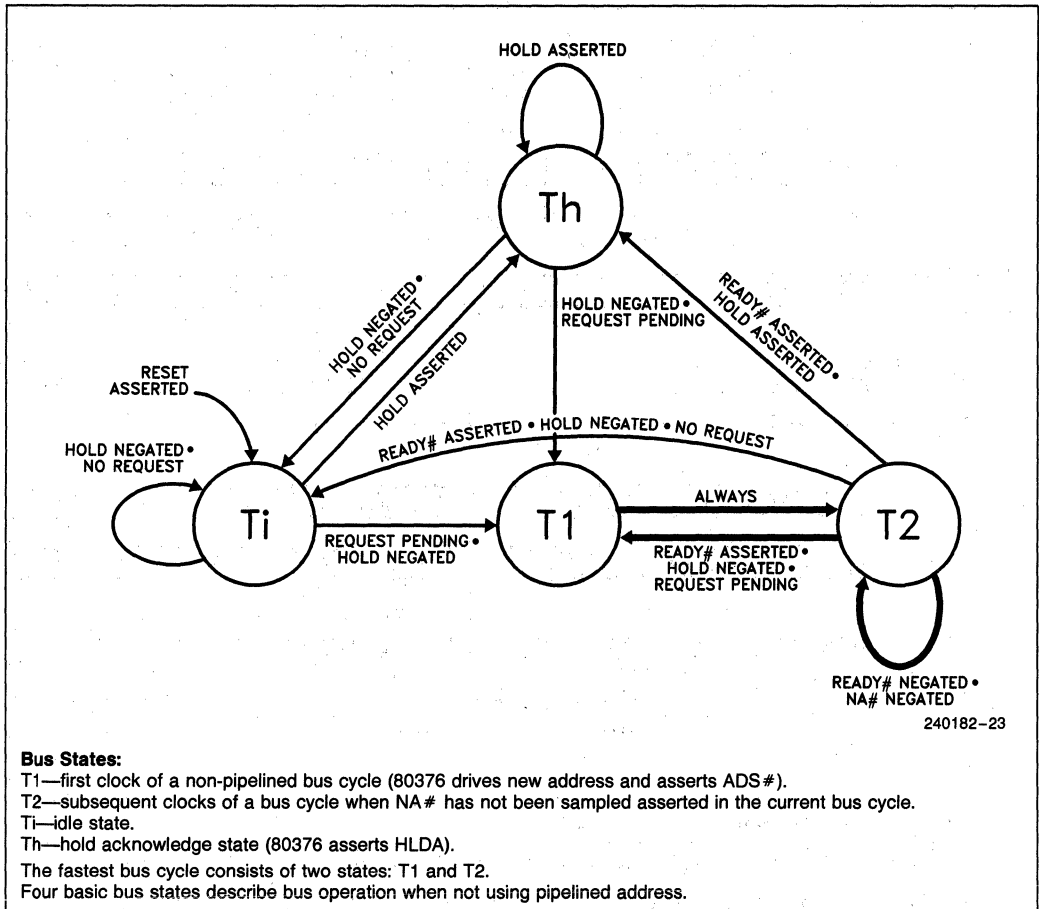 HOLD ASSERTED
Th
HOLD NEGATED •
NO REQUEST
HOLD ASSERTED
HOLD NEGATED •
REQUEST PENDING
READY# ASSERTED •
HOLD ASSERTED
RESET
ASSERTED
HOLD NEGATED •
NO REQUEST
READY# ASSERTED • HOLD NEGATED • NO REQUEST
Ti
REQUEST PENDING •
HOLD NEGATED
T1
ALWAYS
READY# ASSERTED •
HOLD NEGATED •
REQUEST PENDING
T2
READY# NEGATED •
NA# NEGATED
240182-23
Bus States:
T1—first clock of a non-pipelined bus cycle (80376 drives new address and asserts ADS#).
T2—subsequent clocks of a bus cycle when NA# has not been sampled asserted in the current bus cycle.
Ti—idle state.
Th—hold acknowledge state (80376 asserts HLDA).
The fastest bus cycle consists of two states: T1 and T2.
Four basic bus states describe bus operation when not using pipelined address.